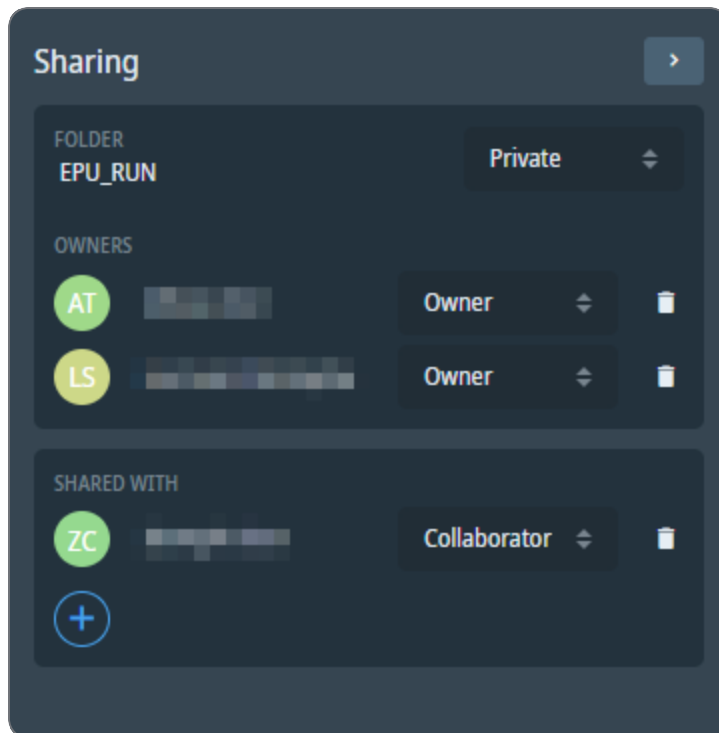 Sharing
FOLDER
EPU_RUN
Private
OWNERS
AT
Owner
LS
Owner
SHARED WITH
ZC
Collaborator